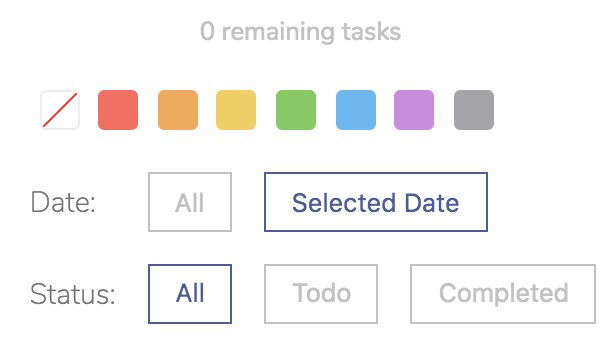 0 remaining tasks
Date: All Selected Date
Status: All Todo Completed